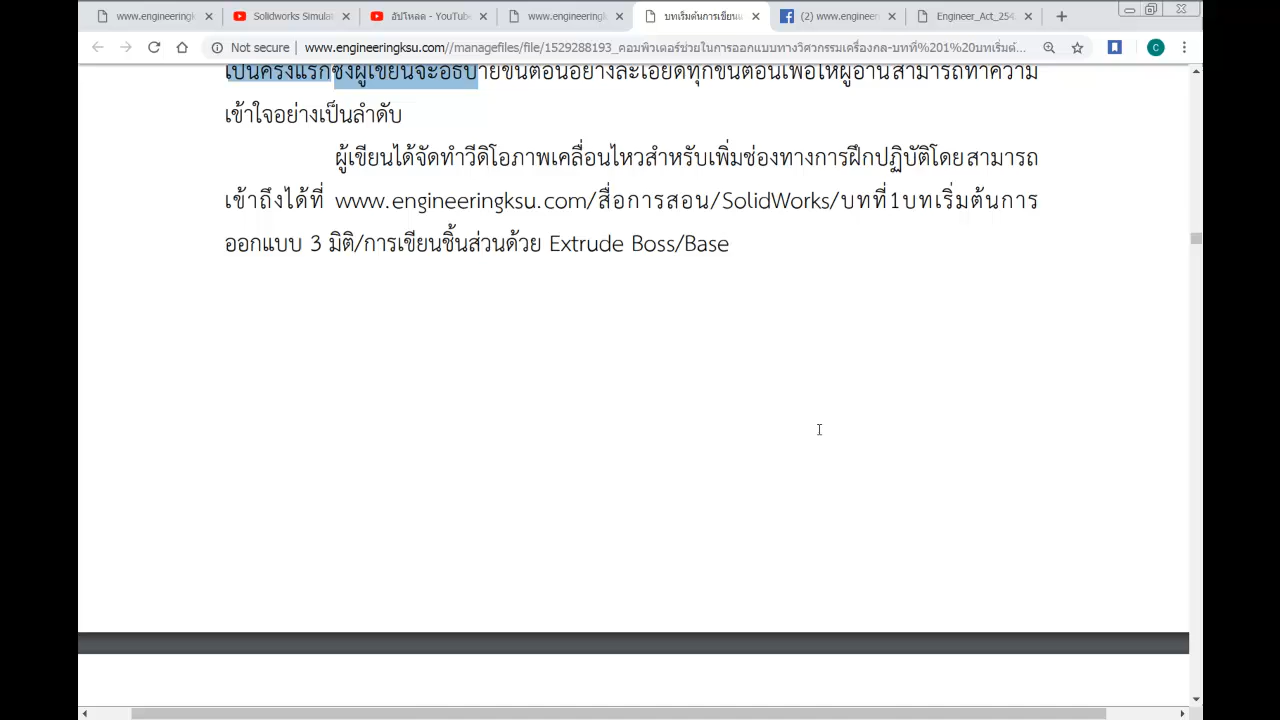 www.engineeringk
Solidworks Simulat
อัปโหลด - YouTub
www.engineeringk
บทเริ่มต้นการเขียน
(2) www.engineer
Engineer_Act_254
Not secure
www.engineeringksu.com//managefiles/file/1529288193_คอมพิวเตอร์ช่วยในการออกแบบทางวิศวกรรมเครื่องกล-บทที่%201%20บทเริ่มต้...
C
เป็นครั้งแรกซึ่งผู้เขียนจะอธิบายขั้นตอนอย่างละเอียดทุกขั้นตอนเพื่อให้ผู้อ่านสามารถทำความ
เข้าใจอย่างเป็นลำดับ
ผู้เขียนได้จัดทำวีดิโอภาพเคลื่อนไหวสำหรับเพิ่มช่องทางการฝึกปฏิบัติโดยสามารถ
เข้าถึงได้ที่ www.engineeringksu.com/สื่อการสอน/SolidWorks/บทที่1บทเริ่มต้นการ
ออกแบบ 3 มิติ/การเขียนชิ้นส่วนด้วย Extrude Boss/Base